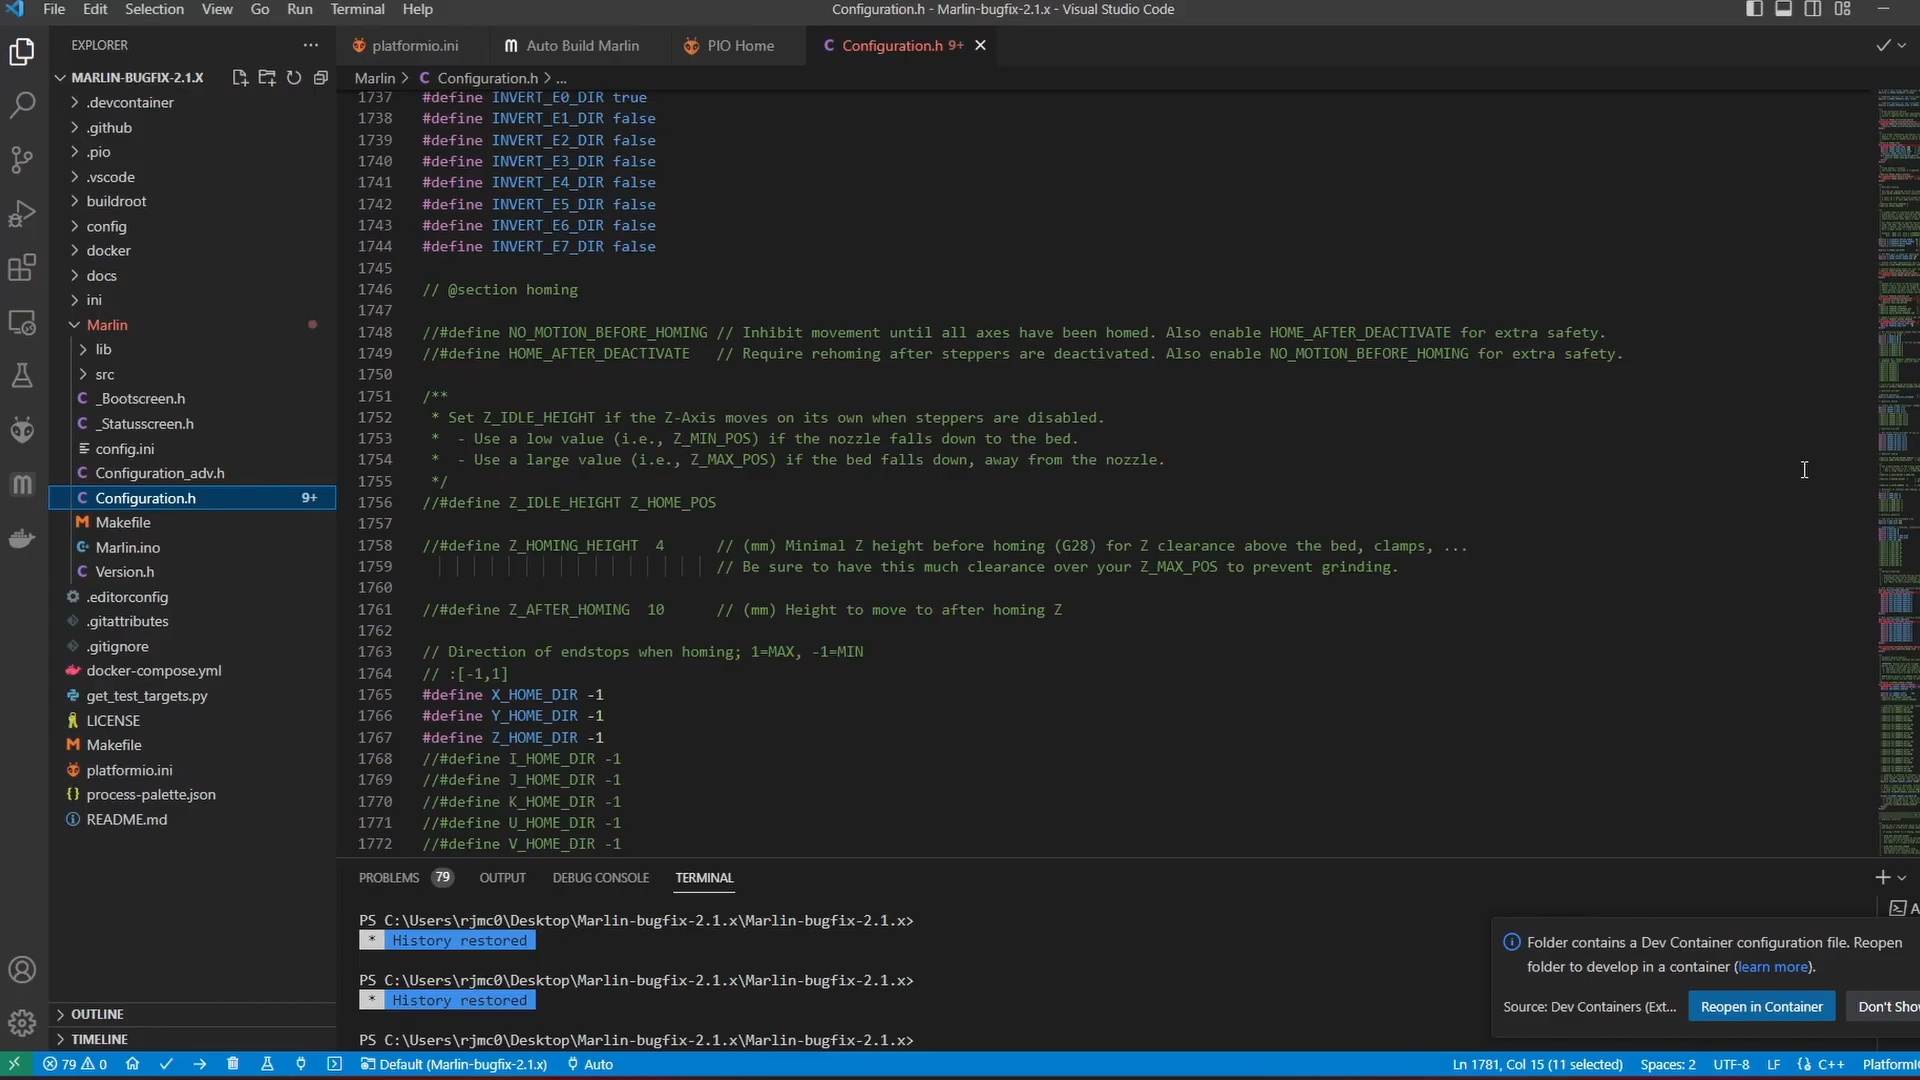 File Edit Selection View Go Run Terminal Help
Configuration.h - Marlin-bugfix-2.1.x - Visual Studio Code
EXPLORER
platformio.ini
Auto Build Marlin
PIO Home
Configuration.h 9+
MARLIN-BUGFIX-2.1.X
.devcontainer
.github
.pio
.vscode
buildroot
config
docker
docs
ini
Marlin
lib
src
_Bootscreen.h
_Statusscreen.h
config.ini
Configuration_adv.h
Configuration.h 9+
Makefile
Marlin.ino
Version.h
.editorconfig
.gitattributes
.gitignore
docker-compose.yml
get_test_targets.py
LICENSE
Makefile
platformio.ini
process-palette.json
README.md
OUTLINE
TIMELINE
Marlin > Configuration.h > ...
1737 #define INVERT_E0_DIR true
1738 #define INVERT_E1_DIR false
1739 #define INVERT_E2_DIR false
1740 #define INVERT_E3_DIR false
1741 #define INVERT_E4_DIR false
1742 #define INVERT_E5_DIR false
1743 #define INVERT_E6_DIR false
1744 #define INVERT_E7_DIR false
1745
1746 // @section homing
1747
1748 //#define NO_MOTION_BEFORE_HOMING // Inhibit movement until all axes have been homed. Also enable HOME_AFTER_DEACTIVATE for extra safety.
1749 //#define HOME_AFTER_DEACTIVATE // Require rehoming after steppers are deactivated. Also enable NO_MOTION_BEFORE_HOMING for extra safety.
1750
1751 /**
1752 * Set Z_IDLE_HEIGHT if the Z-Axis moves on its own when steppers are disabled.
1753 * - Use a low value (i.e., Z_MIN_POS) if the nozzle falls down to the bed.
1754 * - Use a large value (i.e., Z_MAX_POS) if the bed falls down, away from the nozzle.
1755 */
1756 //#define Z_IDLE_HEIGHT Z_HOME_POS
1757
1758 //#define Z_HOMING_HEIGHT 4 // (mm) Minimal Z height before homing (G28) for Z clearance above the bed, clamps, ...
1759 // Be sure to have this much clearance over your Z_MAX_POS to prevent grinding.
1760
1761 //#define Z_AFTER_HOMING 10 // (mm) Height to move to after homing Z
1762
1763 // Direction of endstops when homing; 1=MAX, -1=MIN
1764 // :[-1,1]
1765 #define X_HOME_DIR -1
1766 #define Y_HOME_DIR -1
1767 #define Z_HOME_DIR -1
1768 //#define I_HOME_DIR -1
1769 //#define J_HOME_DIR -1
1770 //#define K_HOME_DIR -1
1771 //#define U_HOME_DIR -1
1772 //#define V_HOME_DIR -1
PROBLEMS 79 OUTPUT DEBUG CONSOLE TERMINAL
PS C:\Users\rjmc0\Desktop\Marlin-bugfix-2.1.x\Marlin-bugfix-2.1.x>
* History restored
PS C:\Users\rjmc0\Desktop\Marlin-bugfix-2.1.x\Marlin-bugfix-2.1.x>
* History restored
PS C:\Users\rjmc0\Desktop\Marlin-bugfix-2.1.x\Marlin-bugfix-2.1.x>
Folder contains a Dev Container configuration file. Reopen
folder to develop in a container (learn more).
Source: Dev Containers (Ext... Reopen in Container Don't Show
79 0 Default (Marlin-bugfix-2.1.x) Auto
Ln 1781, Col 15 (11 selected) Spaces: 2 UTF-8 LF {} C++ PlatformIO